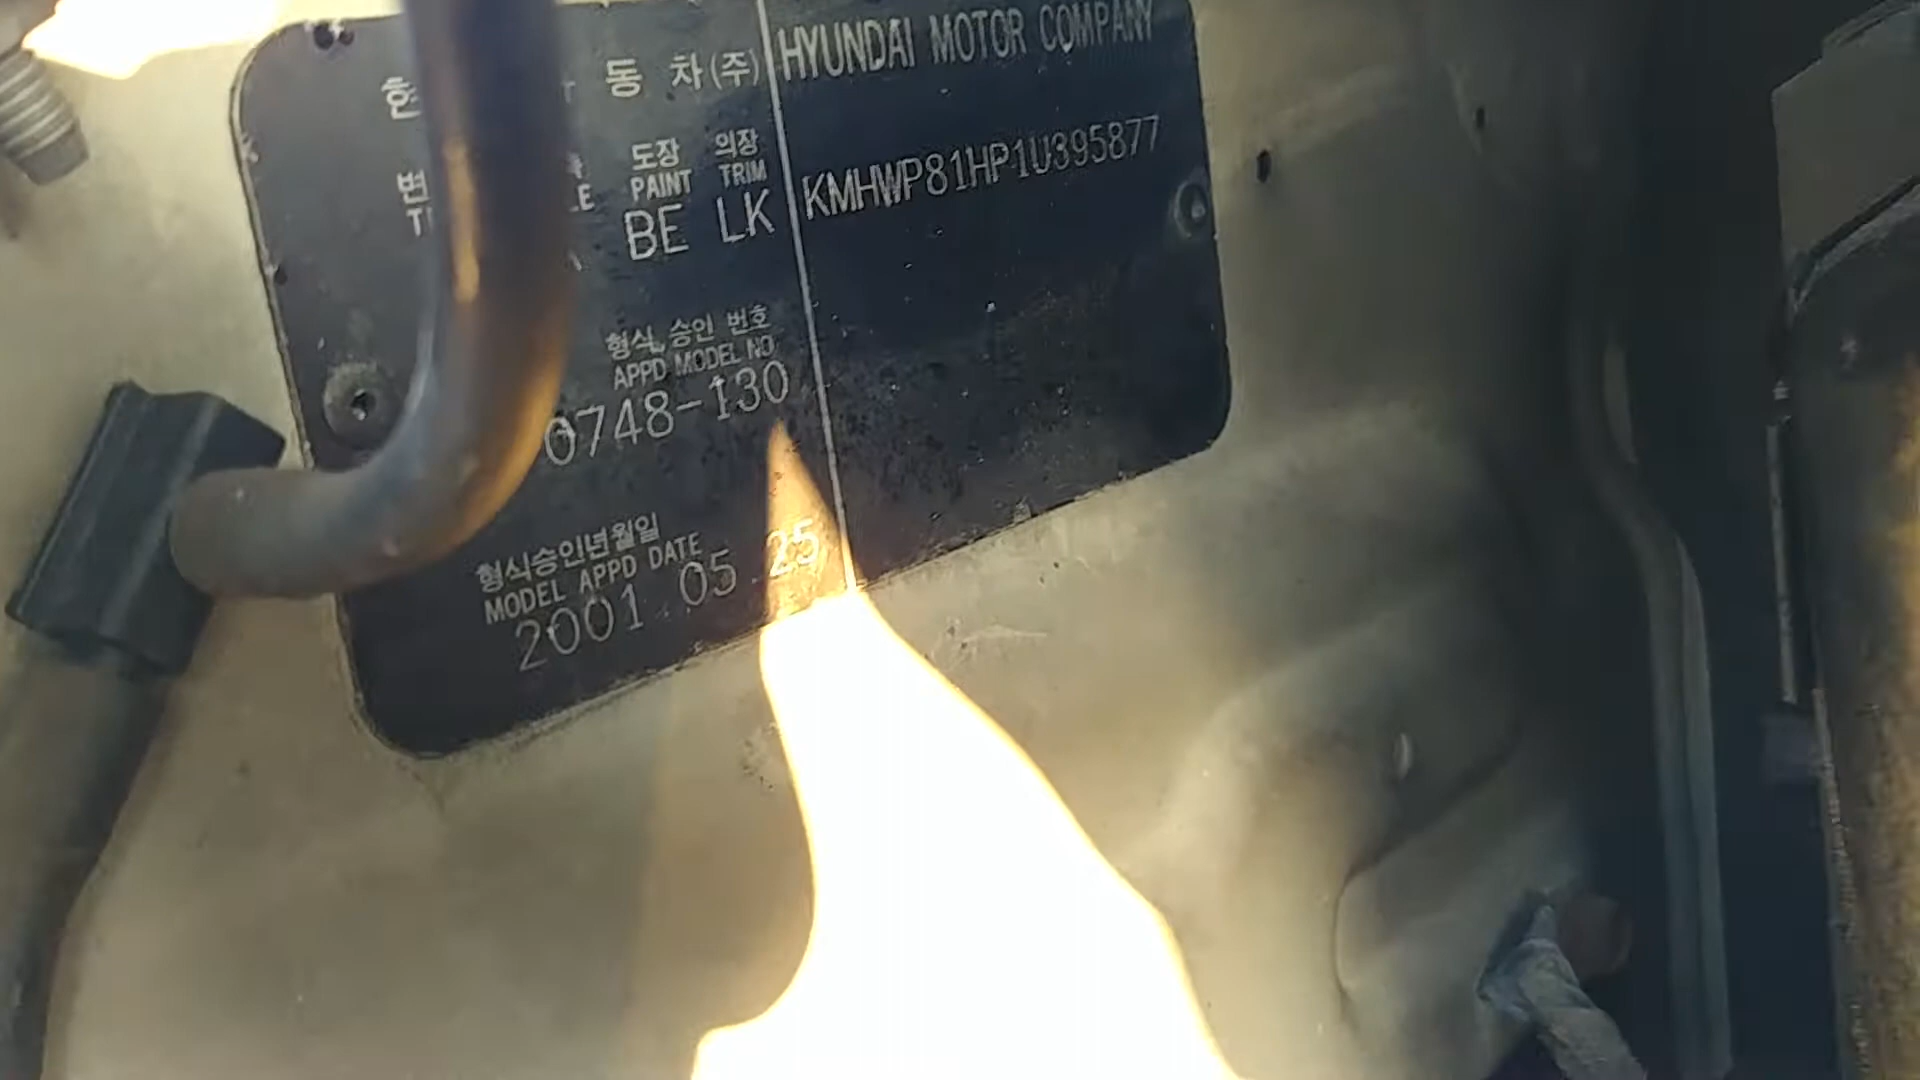 동 차(주) HYUNDAI MOTOR COMPANY
도장 의장
PAINT TRIM
BE LK KMHWP81HP1U395877
형식 승인 번호
APPD MODEL NO
0748-130
형식승인년월일
MODEL APPD DATE
2001 05 25